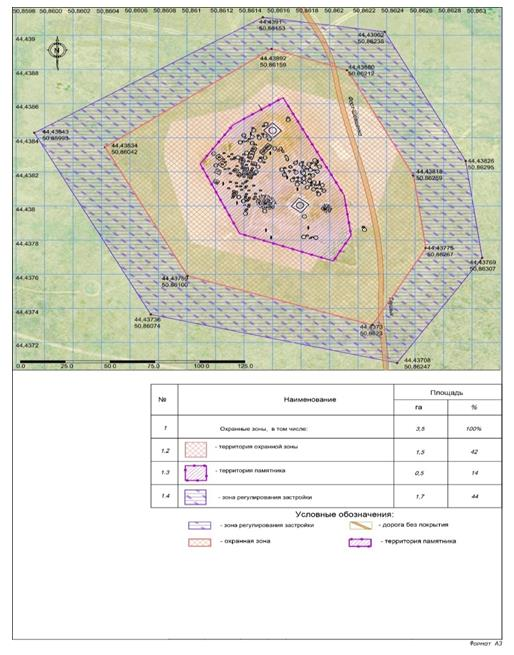 50,8598 50,86 50,8602 50,8604 50,8606 50,8608 50,861 50,8612 50,8614 50,8616 50,8618 50,862 50,8622 50,8624 50,8626 50,8628 50,863
44,439
44,4388
44,4386
44,4384
44,4382
44,438
44,4378
44,4376
44,4374
44,4372
N
44,4391
50,86153
50,86235
44,43892
50,86159
44,43880
50,86212
44,43843
44,43834
50,86042
44,43826
50,86295
44,43818
50,86259
44,43775
50,86267
44,43769
50,86307
50,86100
44,4373
44,43736
50,86074
44,43708
50,86247
0.0 25.0 50.0 75.0 100.0 125.0
№ Наименование Площадь
га %
1 Охранные зоны, в том числе: 3,5 100%
1.2 - территория охранной зоны 1,5 42
1.3 - территория памятника 0,5 14
1.4 - зона регулирования застройки 1,7 44
Условные обозначения:
- зона регулирования застройки - дорога без покрытия
- охранная зона - территория памятника
Формат А3